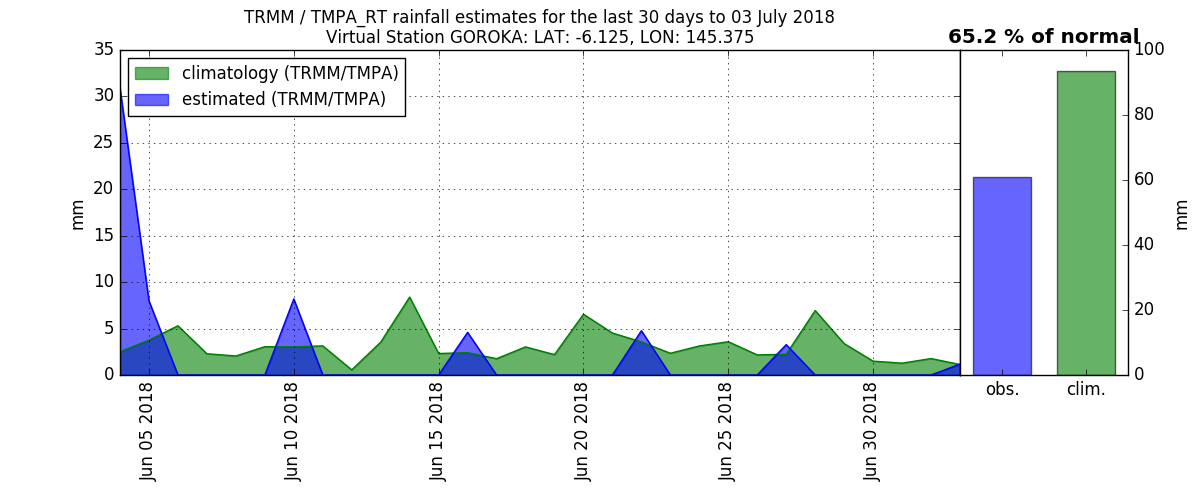 TRMM / TMPA_RT rainfall estimates for the last 30 days to 03 July 2018
Virtual Station GOROKA: LAT: -6.125, LON: 145.375
65.2 % of normal
climatology (TRMM/TMPA)
estimated (TRMM/TMPA)
mm
35
30
25
20
15
10
5
0
Jun 05 2018
Jun 10 2018
Jun 15 2018
Jun 20 2018
Jun 25 2018
Jun 30 2018
100
80
60
40
20
0
mm
obs.
clim.